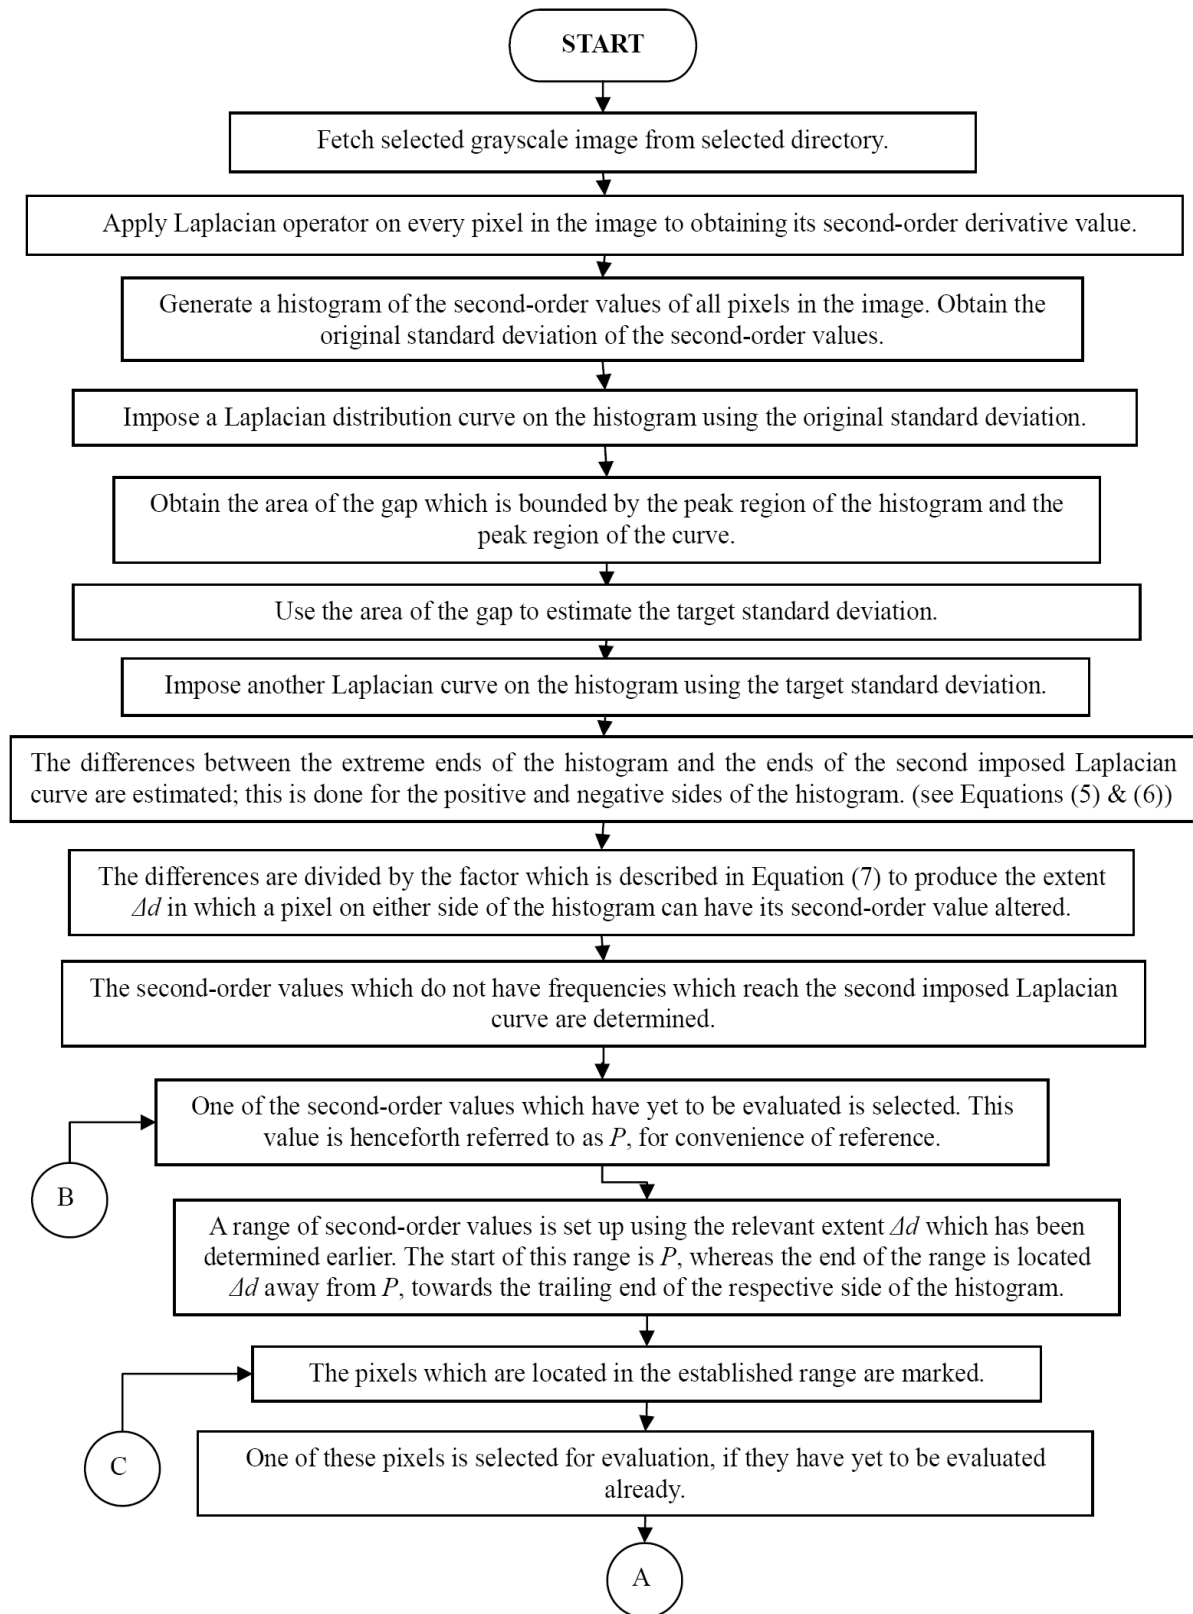 START
Fetch selected grayscale image from selected directory.
Apply Laplacian operator on every pixel in the image to obtaining its second-order derivative value.
Generate a histogram of the second-order values of all pixels in the image. Obtain the
original standard deviation of the second-order values.
Impose a Laplacian distribution curve on the histogram using the original standard deviation.
Obtain the area of the gap which is bounded by the peak region of the histogram and the
peak region of the curve.
Use the area of the gap to estimate the target standard deviation.
Impose another Laplacian curve on the histogram using the target standard deviation.
The differences between the extreme ends of the histogram and the ends of the second imposed Laplacian
curve are estimated; this is done for the positive and negative sides of the histogram. (see Equations (5) & (6))
The differences are divided by the factor which is described in Equation (7) to produce the extent
Δd in which a pixel on either side of the histogram can have its second-order value altered.
The second-order values which do not have frequencies which reach the second imposed Laplacian
curve are determined.
One of the second-order values which have yet to be evaluated is selected. This
value is henceforth referred to as P, for convenience of reference.
B
A range of second-order values is set up using the relevant extent Δd which has been
determined earlier. The start of this range is P, whereas the end of the range is located
Δd away from P, towards the trailing end of the respective side of the histogram.
The pixels which are located in the established range are marked.
C
One of these pixels is selected for evaluation, if they have yet to be evaluated
already.
A